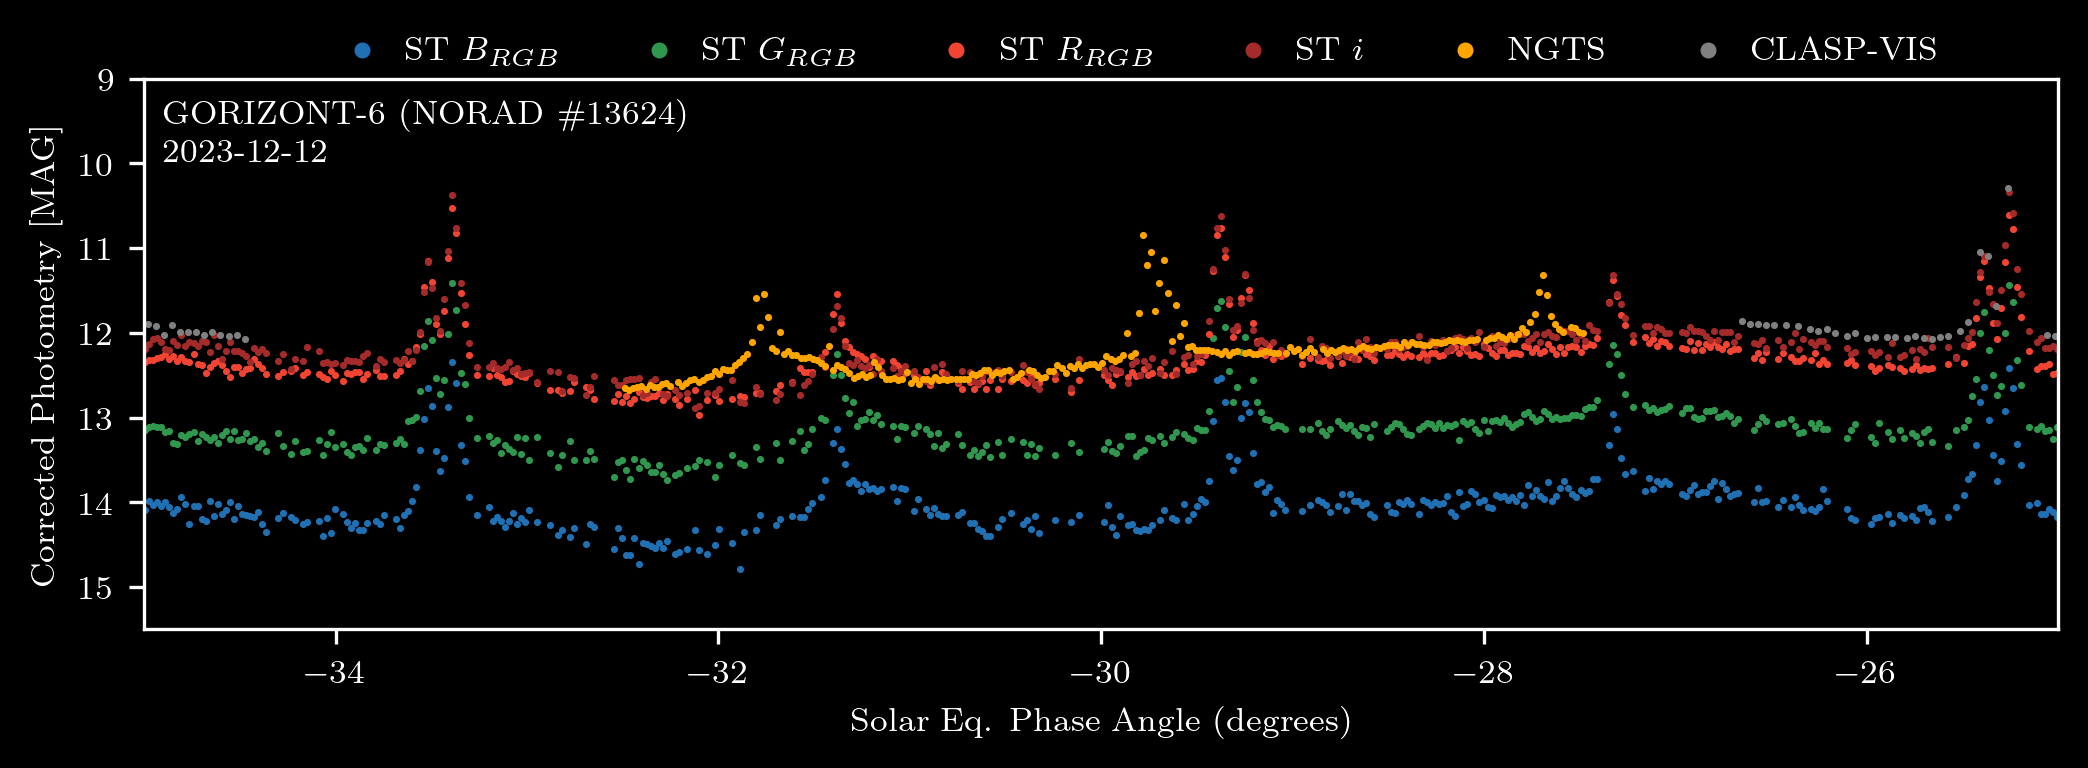 ST B_RGB ST G_RGB ST R_RGB ST i NGTS CLASP-VIS
GORIZONT-6 (NORAD #13624)
2023-12-12
Corrected Photometry [MAG]
9
10
11
12
13
14
15
−34 −32 −30 −28 −26
Solar Eq. Phase Angle (degrees)